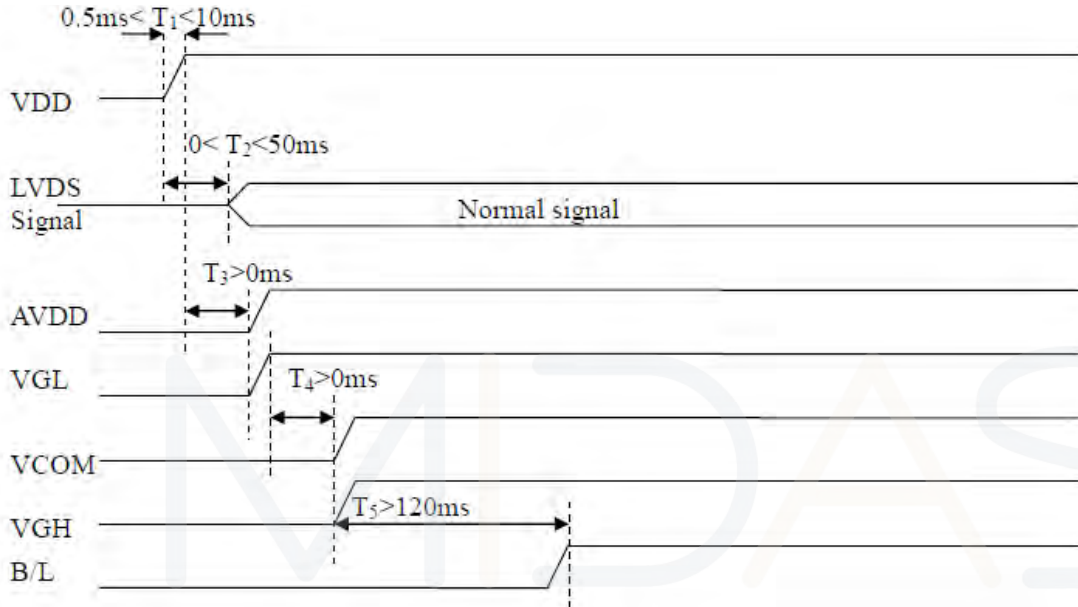 0.5ms< T₁<10ms
VDD
0< T₂<50ms
LVDS
Signal
Normal signal
T₃>0ms
AVDD
VGL
T₄>0ms
VCOM
T₅>120ms
VGH
B/L
MIDAS